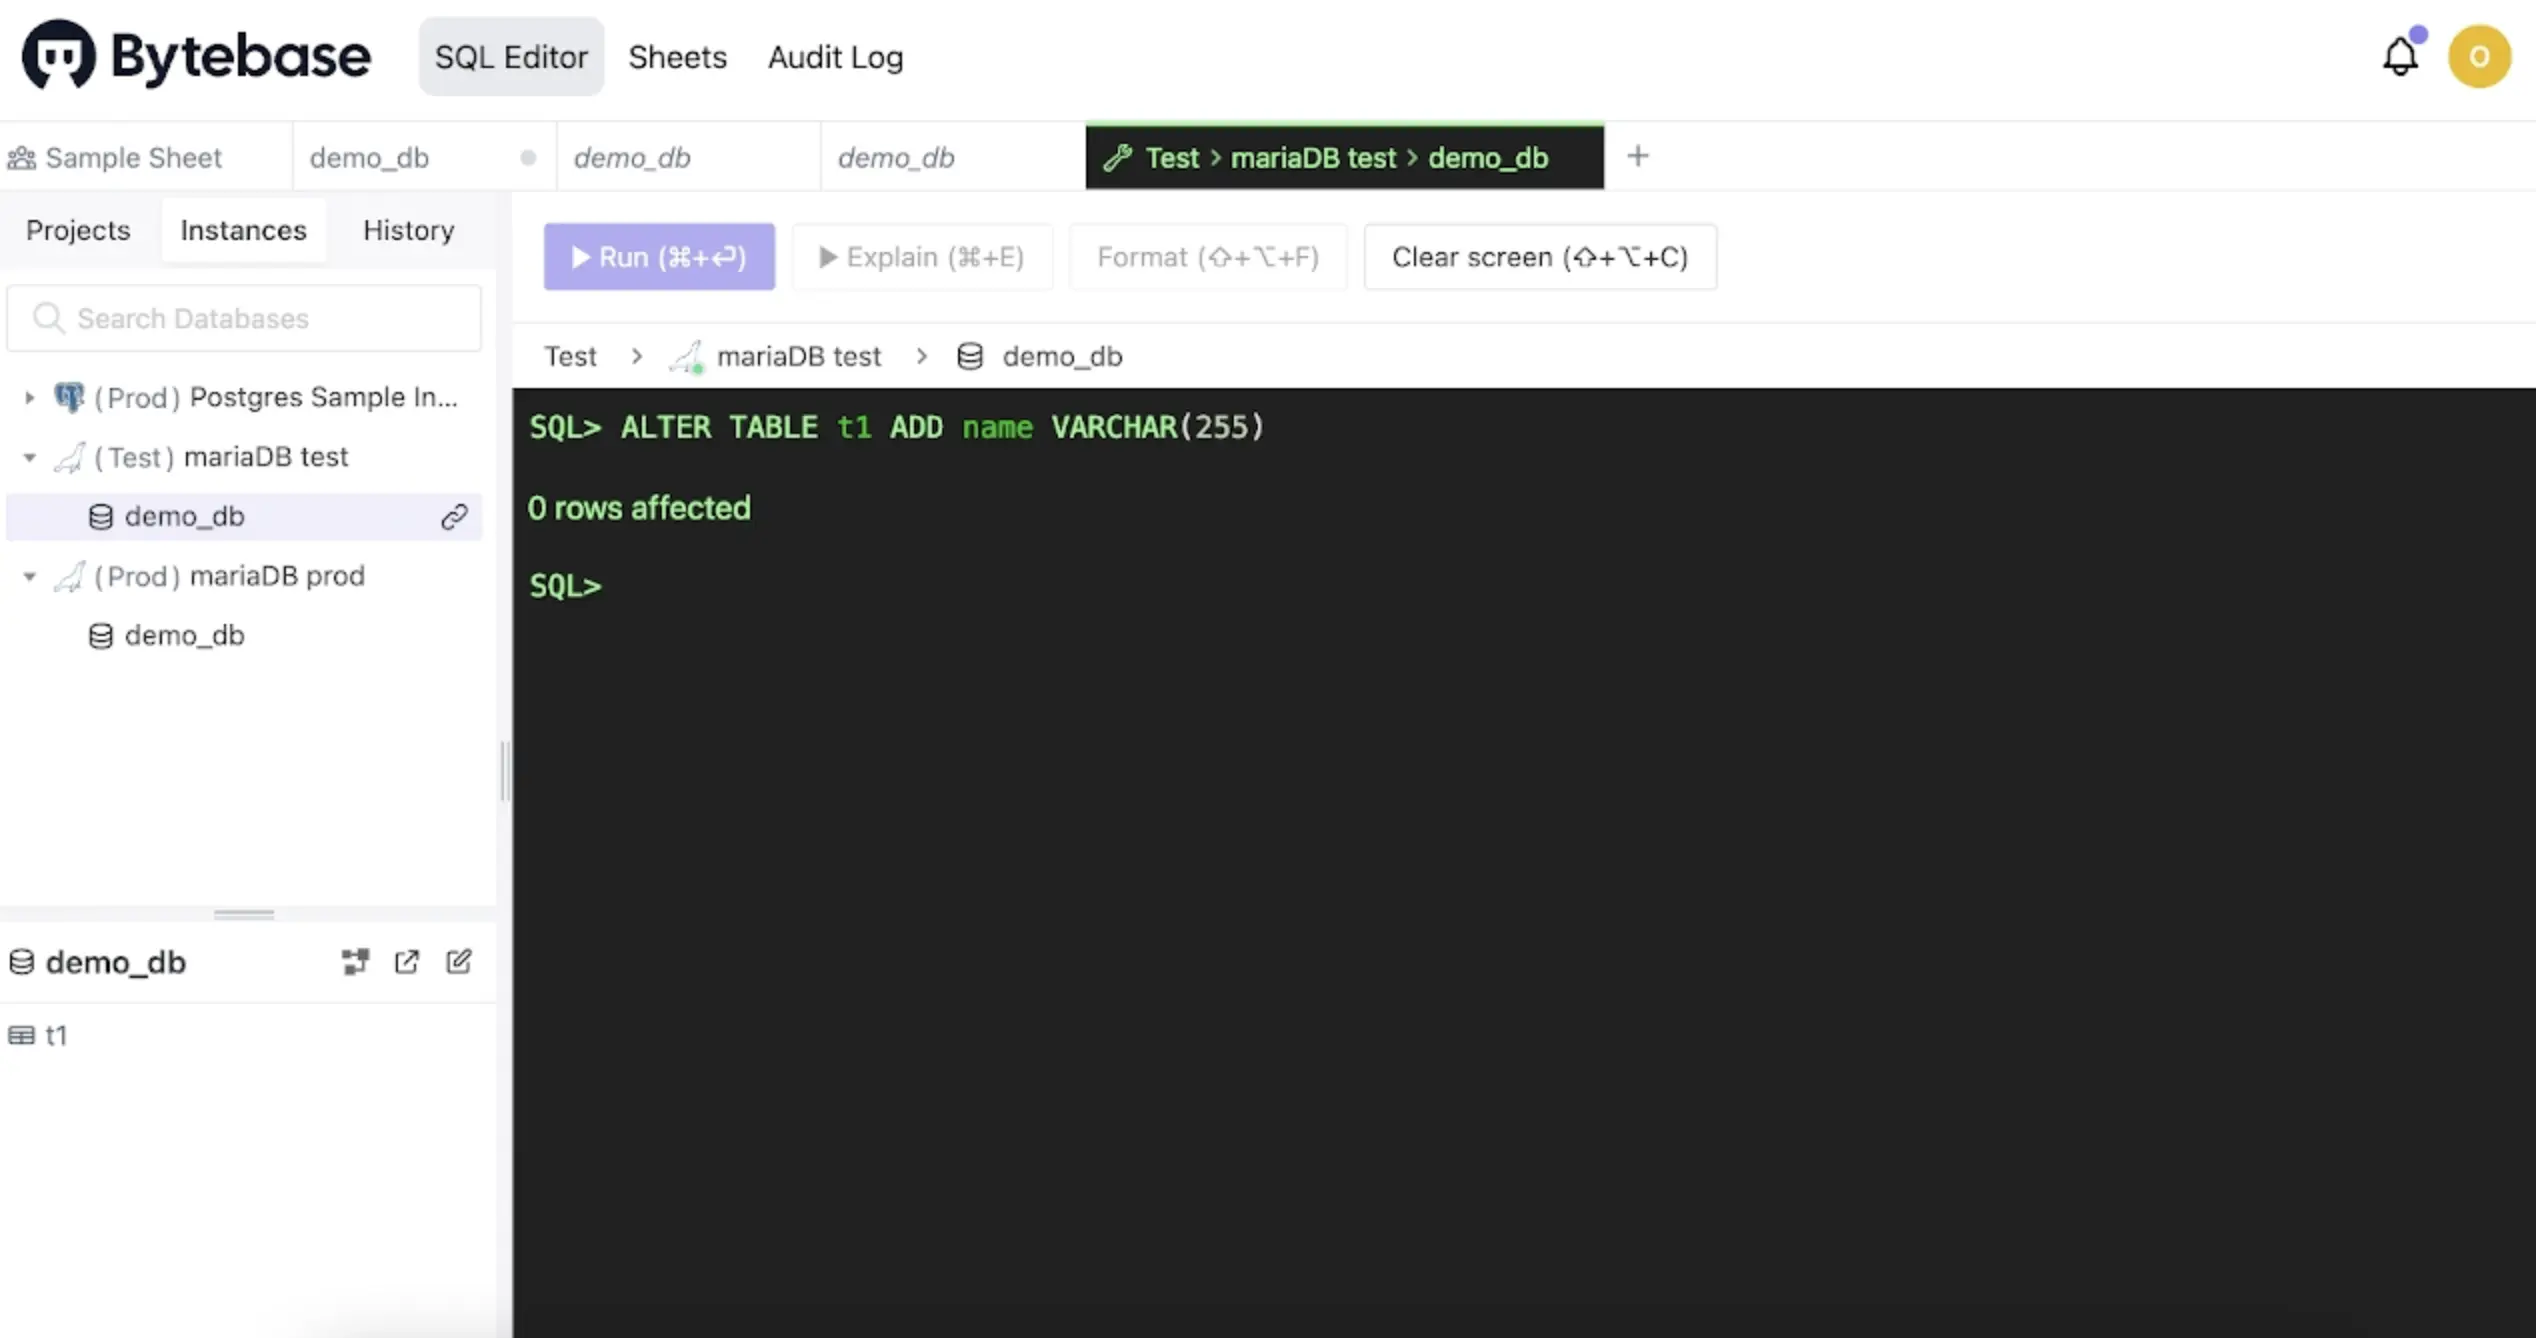 Bytebase SQL Editor Sheets Audit Log O
Sample Sheet demo_db demo_db demo_db Test > mariaDB test > demo_db +
Projects Instances History
Run (⌘+⏎) Explain (⌘+E) Format (⇧+⌥+F) Clear screen (⇧+⌥+C)
Search Databases
Test > mariaDB test > demo_db
(Prod) Postgres Sample In...
(Test) mariaDB test
demo_db
(Prod) mariaDB prod
demo_db
SQL> ALTER TABLE t1 ADD name VARCHAR(255)
0 rows affected
SQL>
demo_db
t1